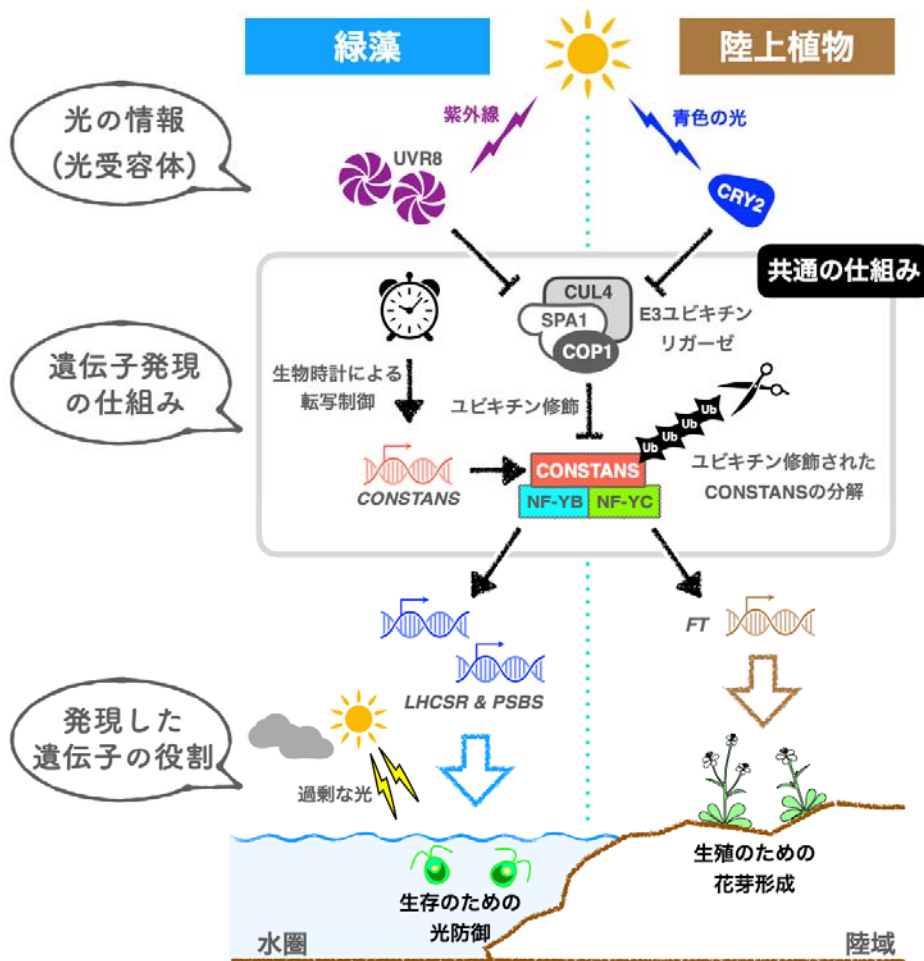 緑藻
陸上植物
光の情報
(光受容体)
紫外線
青色の光
UVR8
CRY2
共通の仕組み
遺伝子発現
の仕組み
CUL4
SPA1
COP1
E3ユビキチン
リガーゼ
生物時計による
転写制御
ユビキチン修飾
Ub
Ub
Ub
Ub
CONSTANS
CONSTANS
NF-YB
NF-YC
ユビキチン修飾された
CONSTANSの分解
FT
LHCSR & PSBS
発現した
遺伝子の役割
過剰な光
生存のための
光防御
生殖のための
花芽形成
水圏
陸域